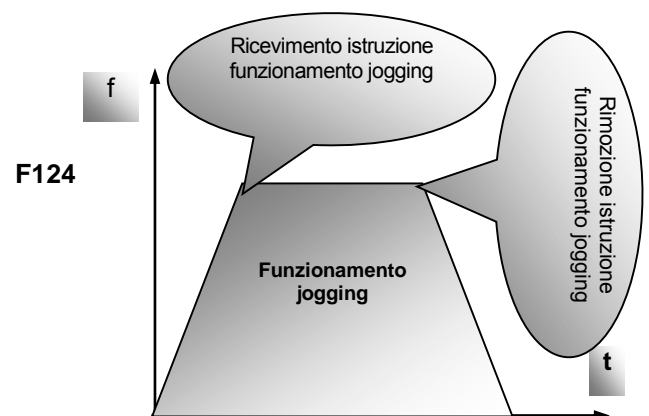 Ricevimento istruzione
funzionamento jogging
f
F124
Rimozione istruzione
funzionamento jogging
Funzionamento
jogging
t